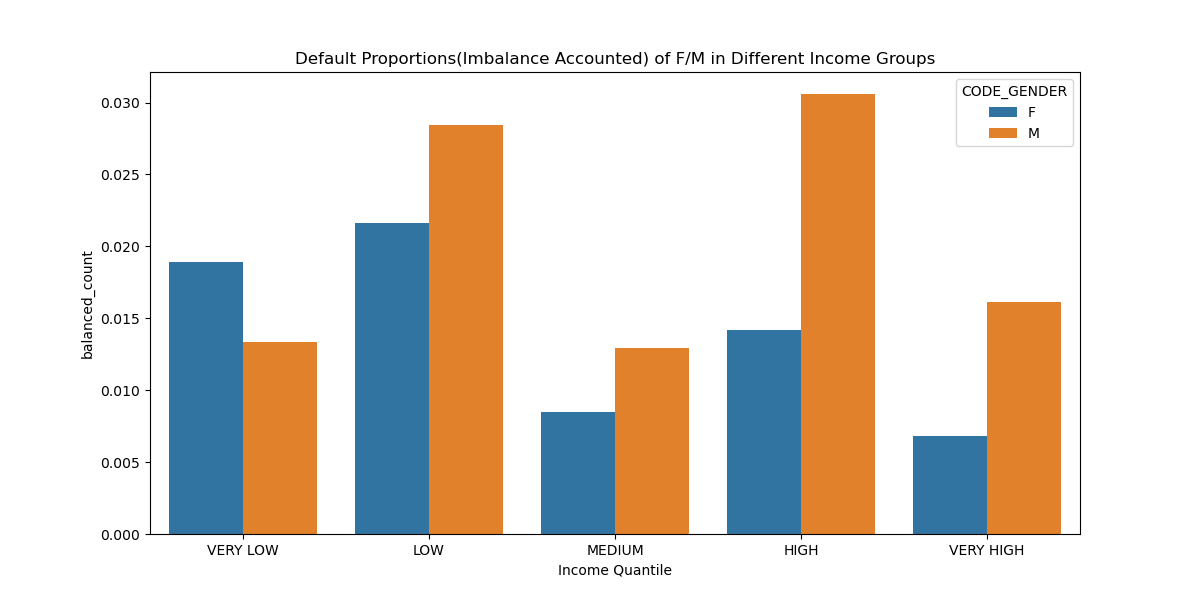 Default Proportions(Imbalance Accounted) of F/M in Different Income Groups
CODE_GENDER
F
M
balanced_count
0.030
0.025
0.020
0.015
0.010
0.005
0.000
VERY LOW
LOW
MEDIUM
HIGH
VERY HIGH
Income Quantile